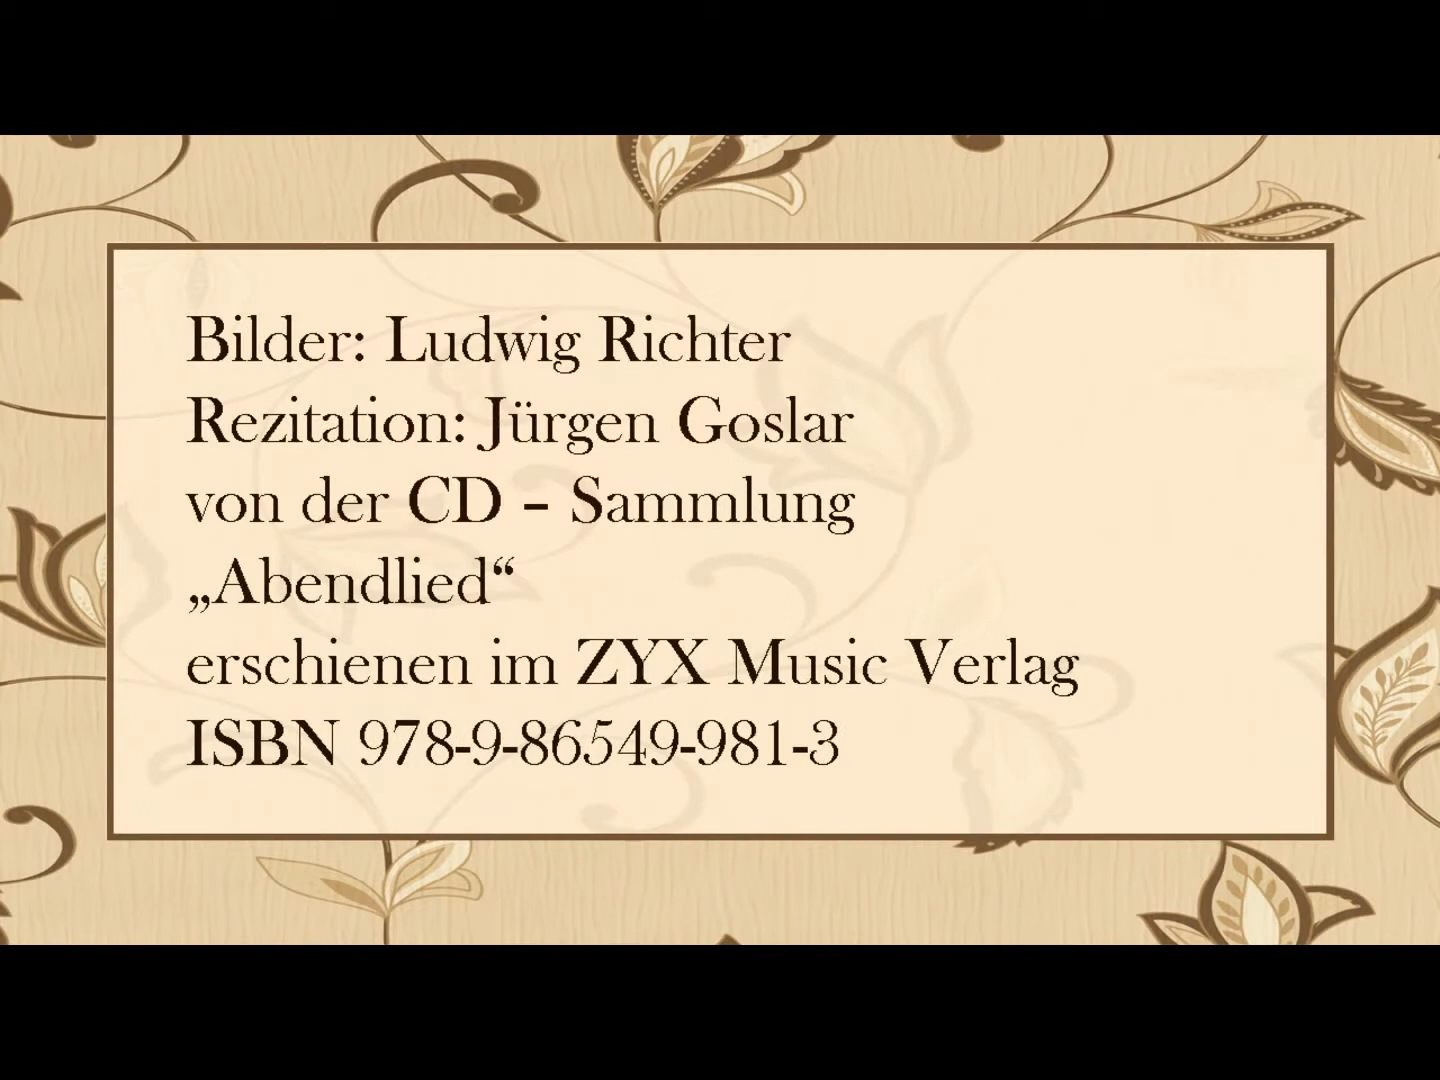 Bilder: Ludwig Richter
Rezitation: Jürgen Goslar
von der CD – Sammlung
„Abendlied“
erschienen im ZYX Music Verlag
ISBN 978-9-86549-981-3